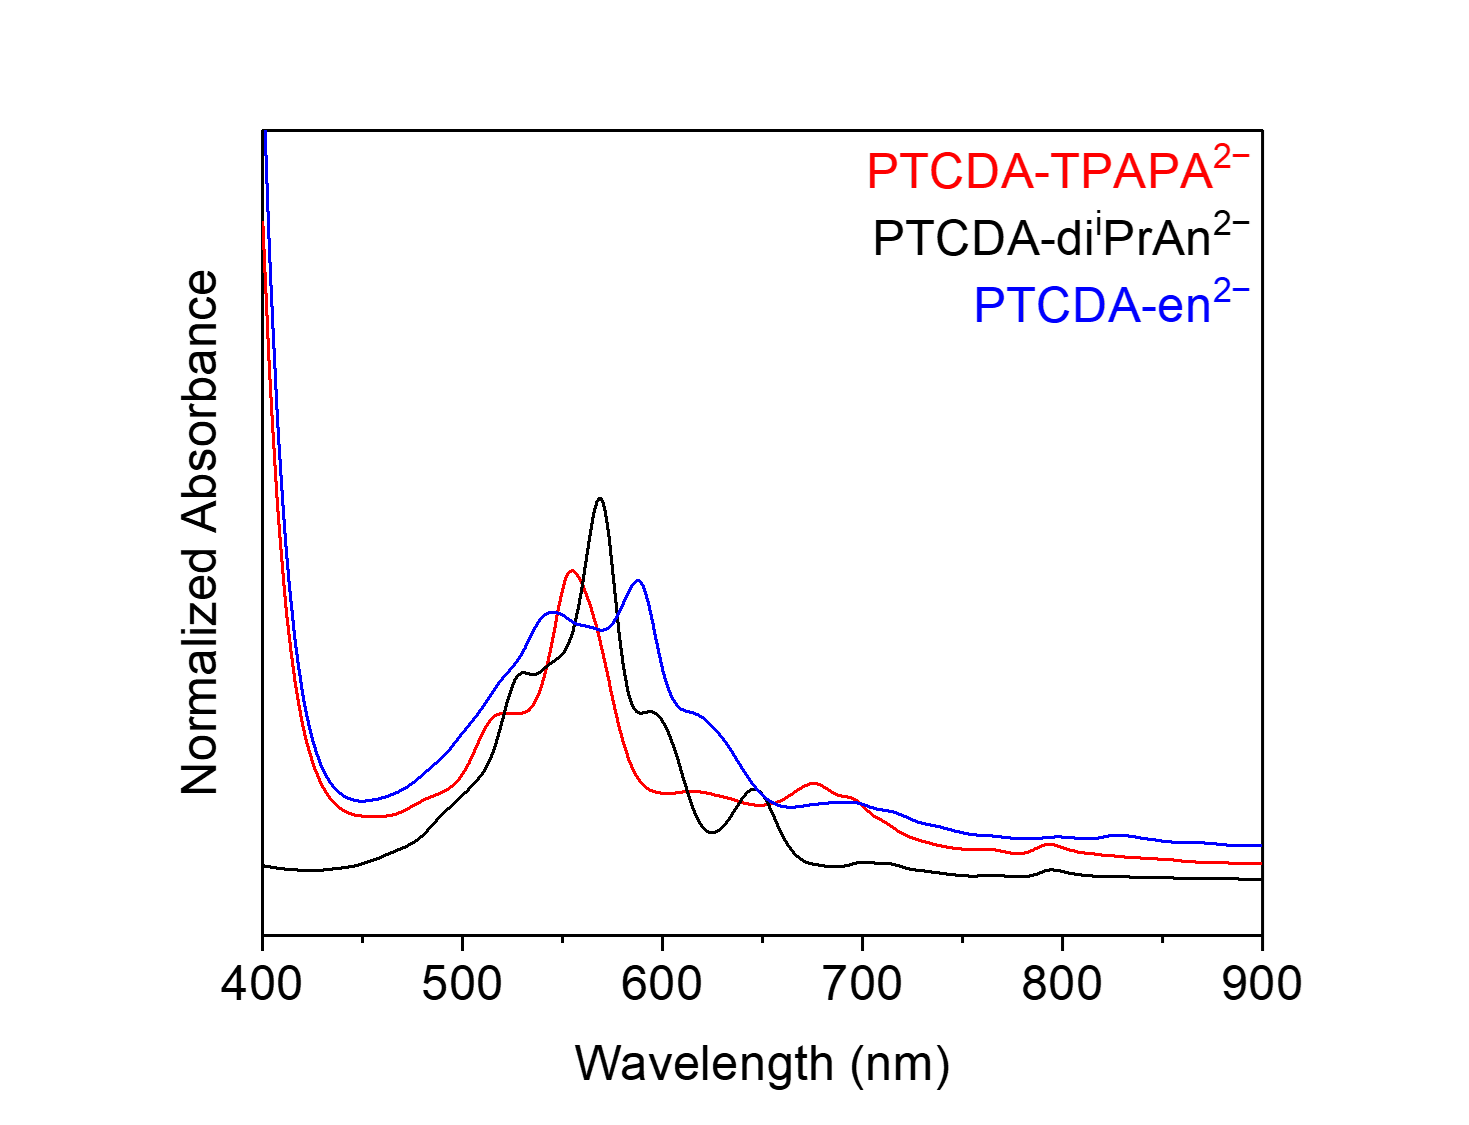 PTCDA-TPAPA²⁻
PTCDA-diⁱPrAn²⁻
PTCDA-en²⁻
Normalized Absorbance
400 500 600 700 800 900
Wavelength (nm)